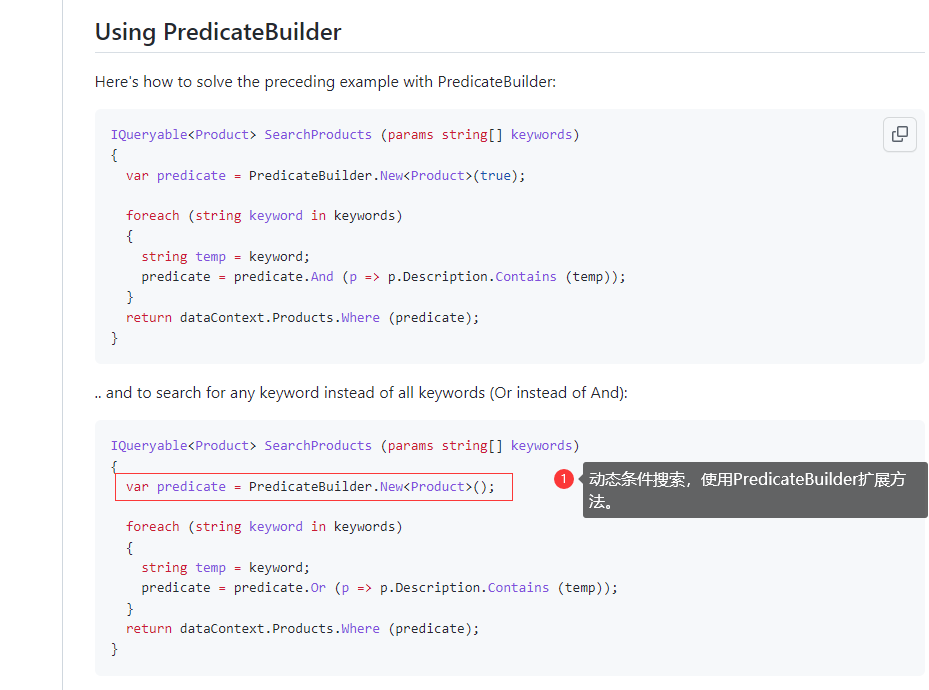 Using PredicateBuilder
Here's how to solve the preceding example with PredicateBuilder:
IQueryable<Product> SearchProducts (params string[] keywords)
{
  var predicate = PredicateBuilder.New<Product>(true);
  foreach (string keyword in keywords)
  {
    string temp = keyword;
    predicate = predicate.And (p => p.Description.Contains (temp));
  }
  return dataContext.Products.Where (predicate);
}
.. and to search for any keyword instead of all keywords (Or instead of And):
IQueryable<Product> SearchProducts (params string[] keywords)
{
  var predicate = PredicateBuilder.New<Product>();
1
动态条件搜索，使用PredicateBuilder扩展方
法。
  foreach (string keyword in keywords)
  {
    string temp = keyword;
    predicate = predicate.Or (p => p.Description.Contains (temp));
  }
  return dataContext.Products.Where (predicate);
}